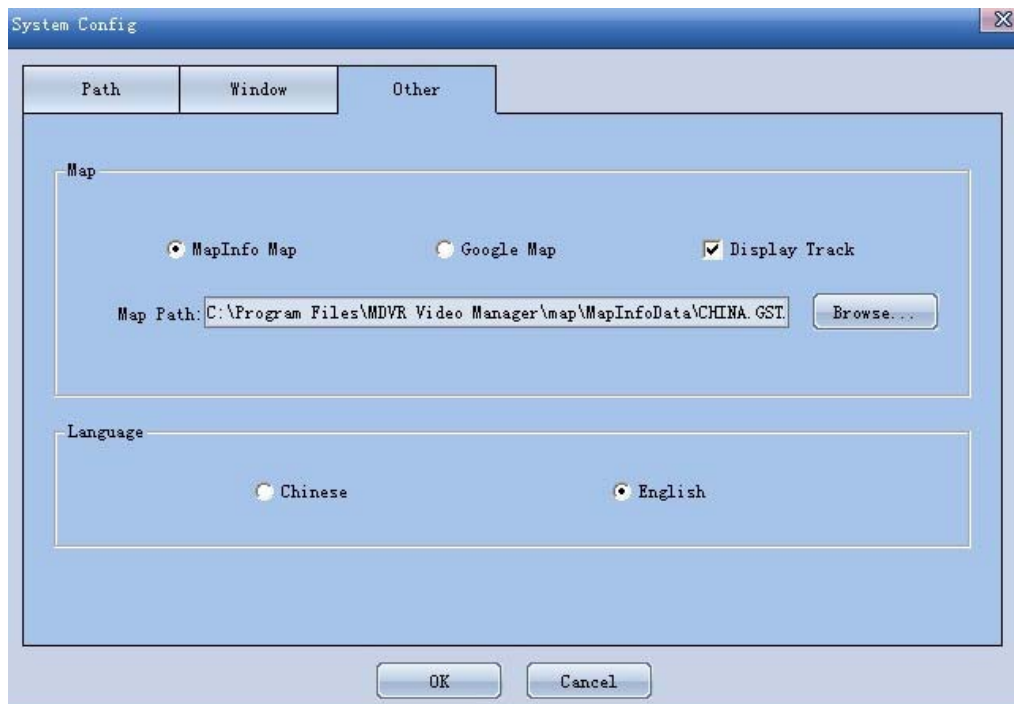 System Config
Path Window Other
Map
MapInfo Map Google Map Display Track
Map Path: C:\Program Files\MDVR Video Manager\map\MapInfoData\CHINA.GST. Browse...
Language
Chinese English
OK Cancel